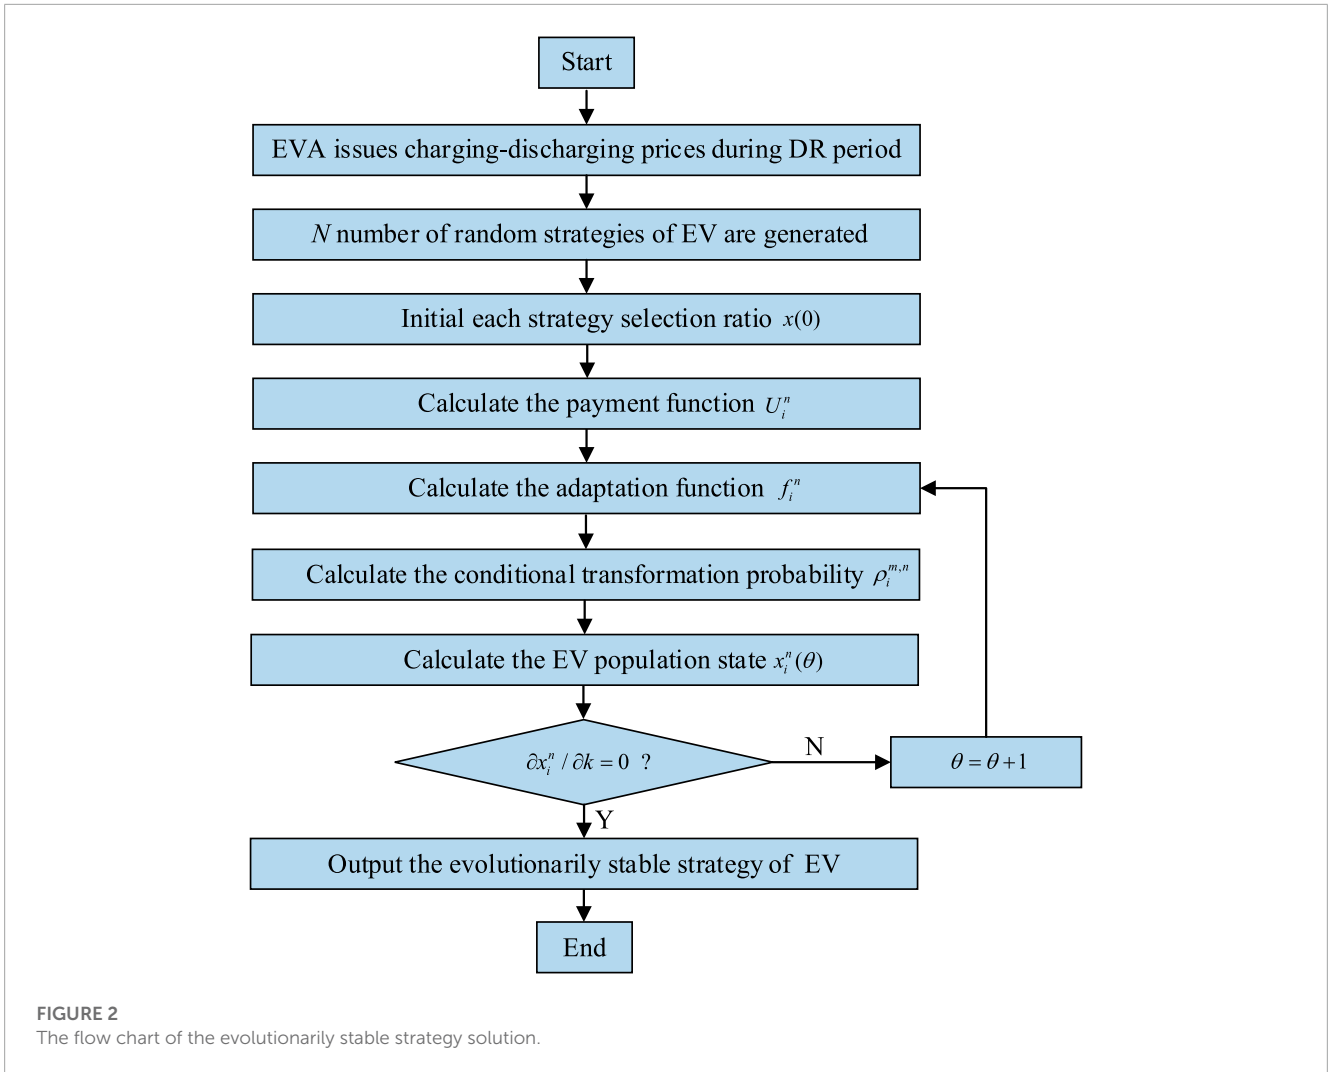 Start
EVA issues charging-discharging prices during DR period
N number of random strategies of EV are generated
Initial each strategy selection ratio x(0)
Calculate the payment function U_i^n
Calculate the adaptation function f_i^n
Calculate the conditional transformation probability ρ_i^{m,n}
Calculate the EV population state x_i^n(θ)
∂x_i^n / ∂k = 0 ?
N
θ = θ + 1
Y
Output the evolutionarily stable strategy of EV
End
FIGURE 2
The flow chart of the evolutionarily stable strategy solution.